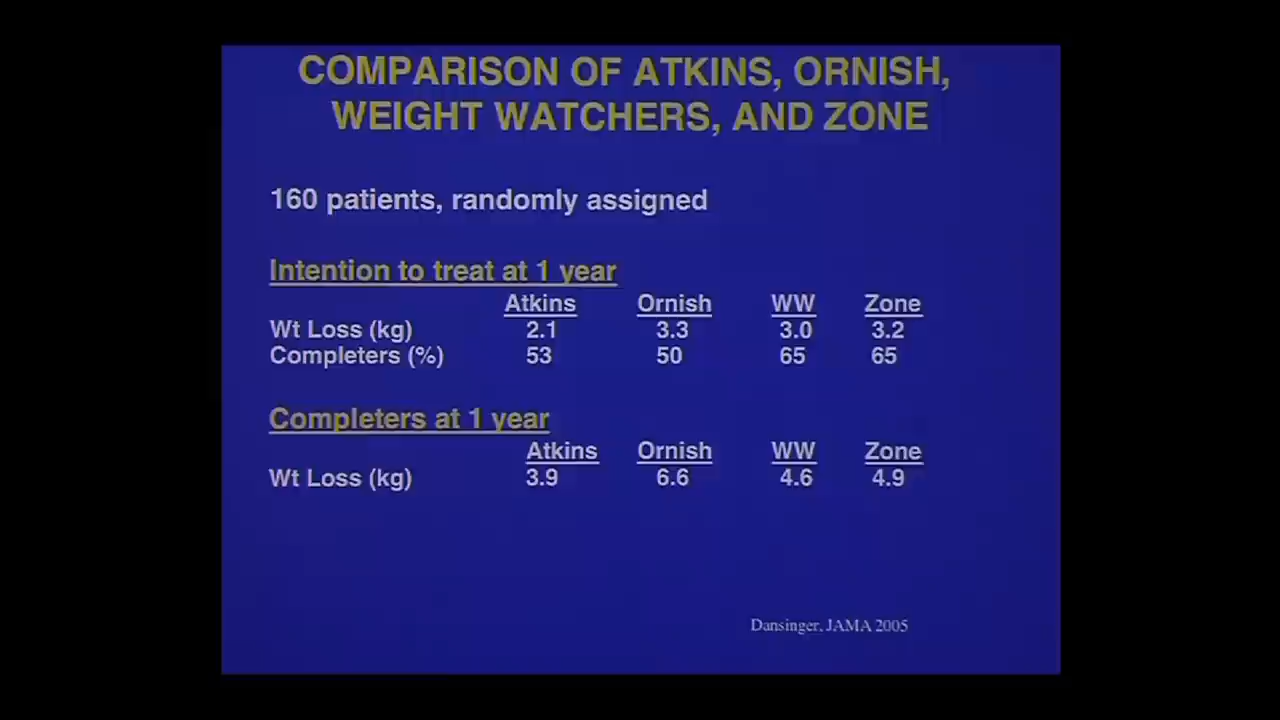 COMPARISON OF ATKINS, ORNISH,
WEIGHT WATCHERS, AND ZONE
160 patients, randomly assigned
Intention to treat at 1 year
Atkins Ornish WW Zone
Wt Loss (kg) 2.1 3.3 3.0 3.2
Completers (%) 53 50 65 65
Completers at 1 year
Atkins Ornish WW Zone
Wt Loss (kg) 3.9 6.6 4.6 4.9
Dansinger, JAMA 2005